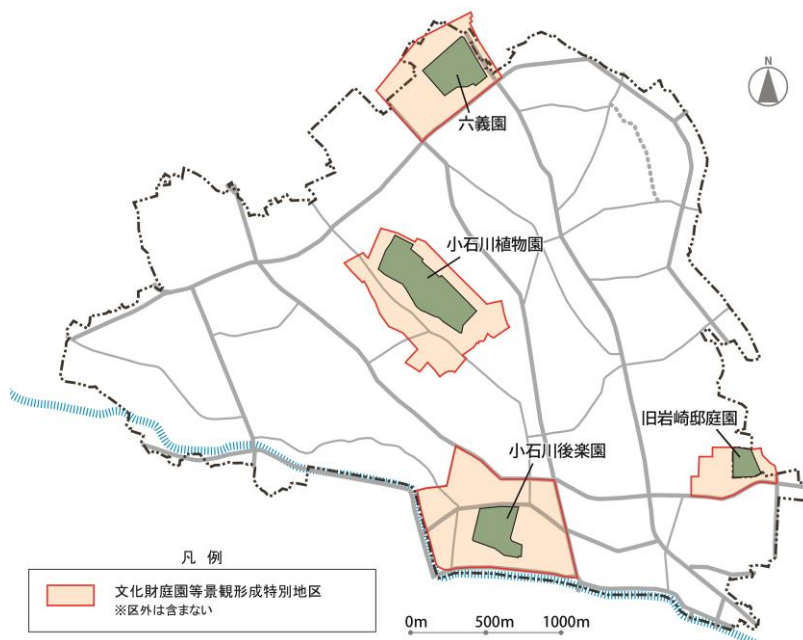 N
六義園
小石川植物園
旧岩崎邸庭園
小石川後楽園
凡 例
文化財庭園等景観形成特別地区
※区外は含まない
0m 500m 1000m